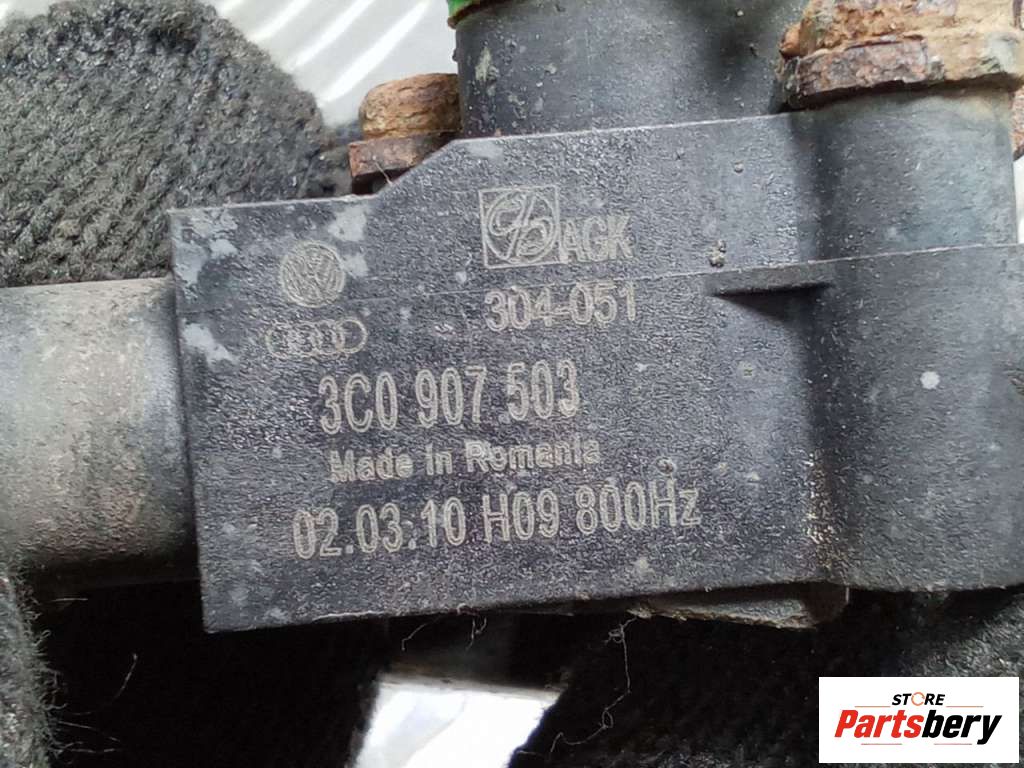 AGK
304-051
3C0 907 503
Made in Romania
02.03.10 H09 800Hz
STORE
Partsbery